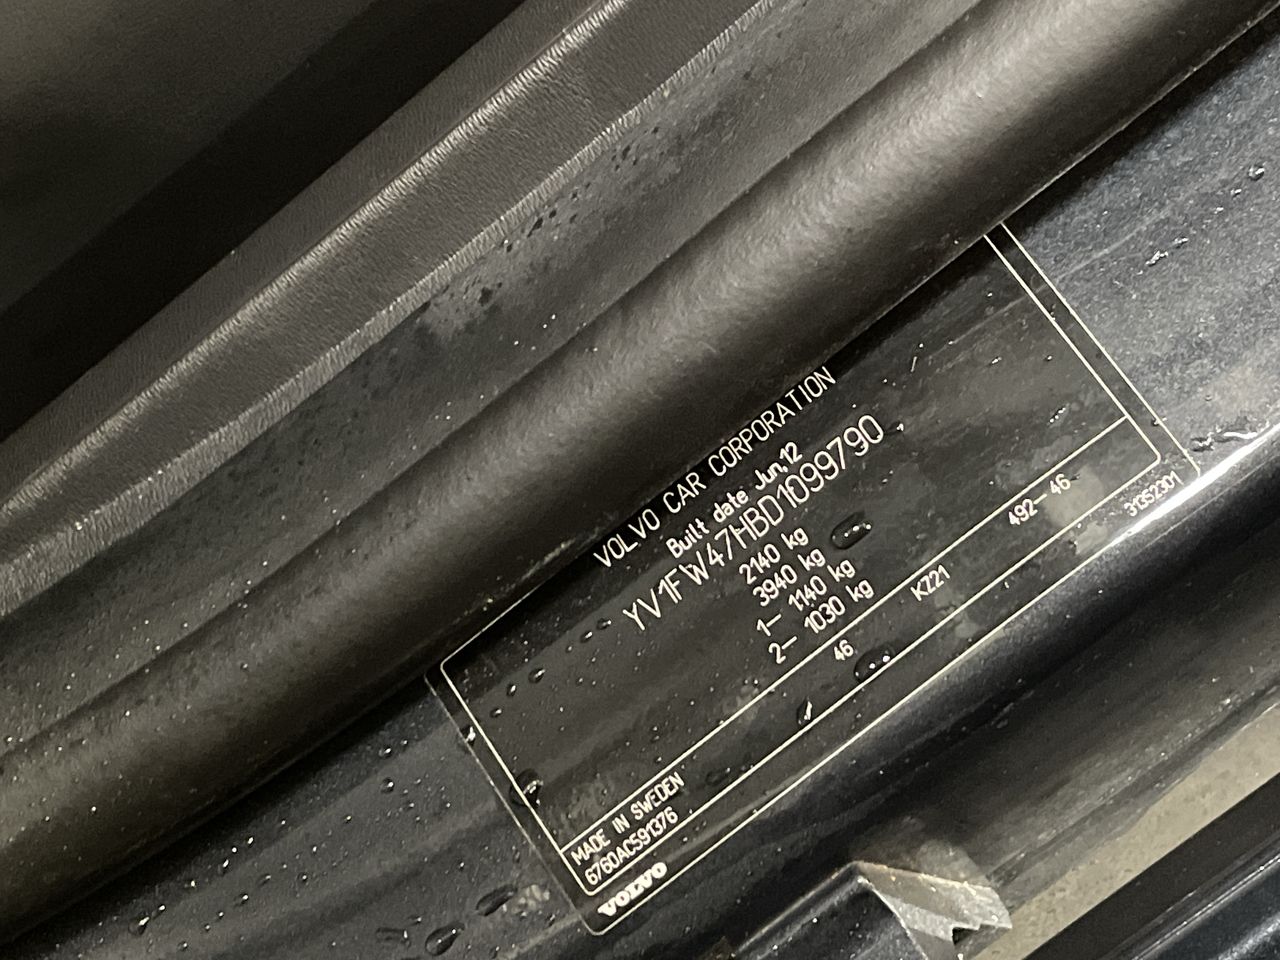 VOLVO CAR CORPORATION
Built date Jun,12
YV1FW47HBD1099790
2140 kg
3940 kg
1— 1140 kg
2— 1030 kg
46 KZ21 492—46
MADE IN SWEDEN
6760AC591376
VOLVO 31352301